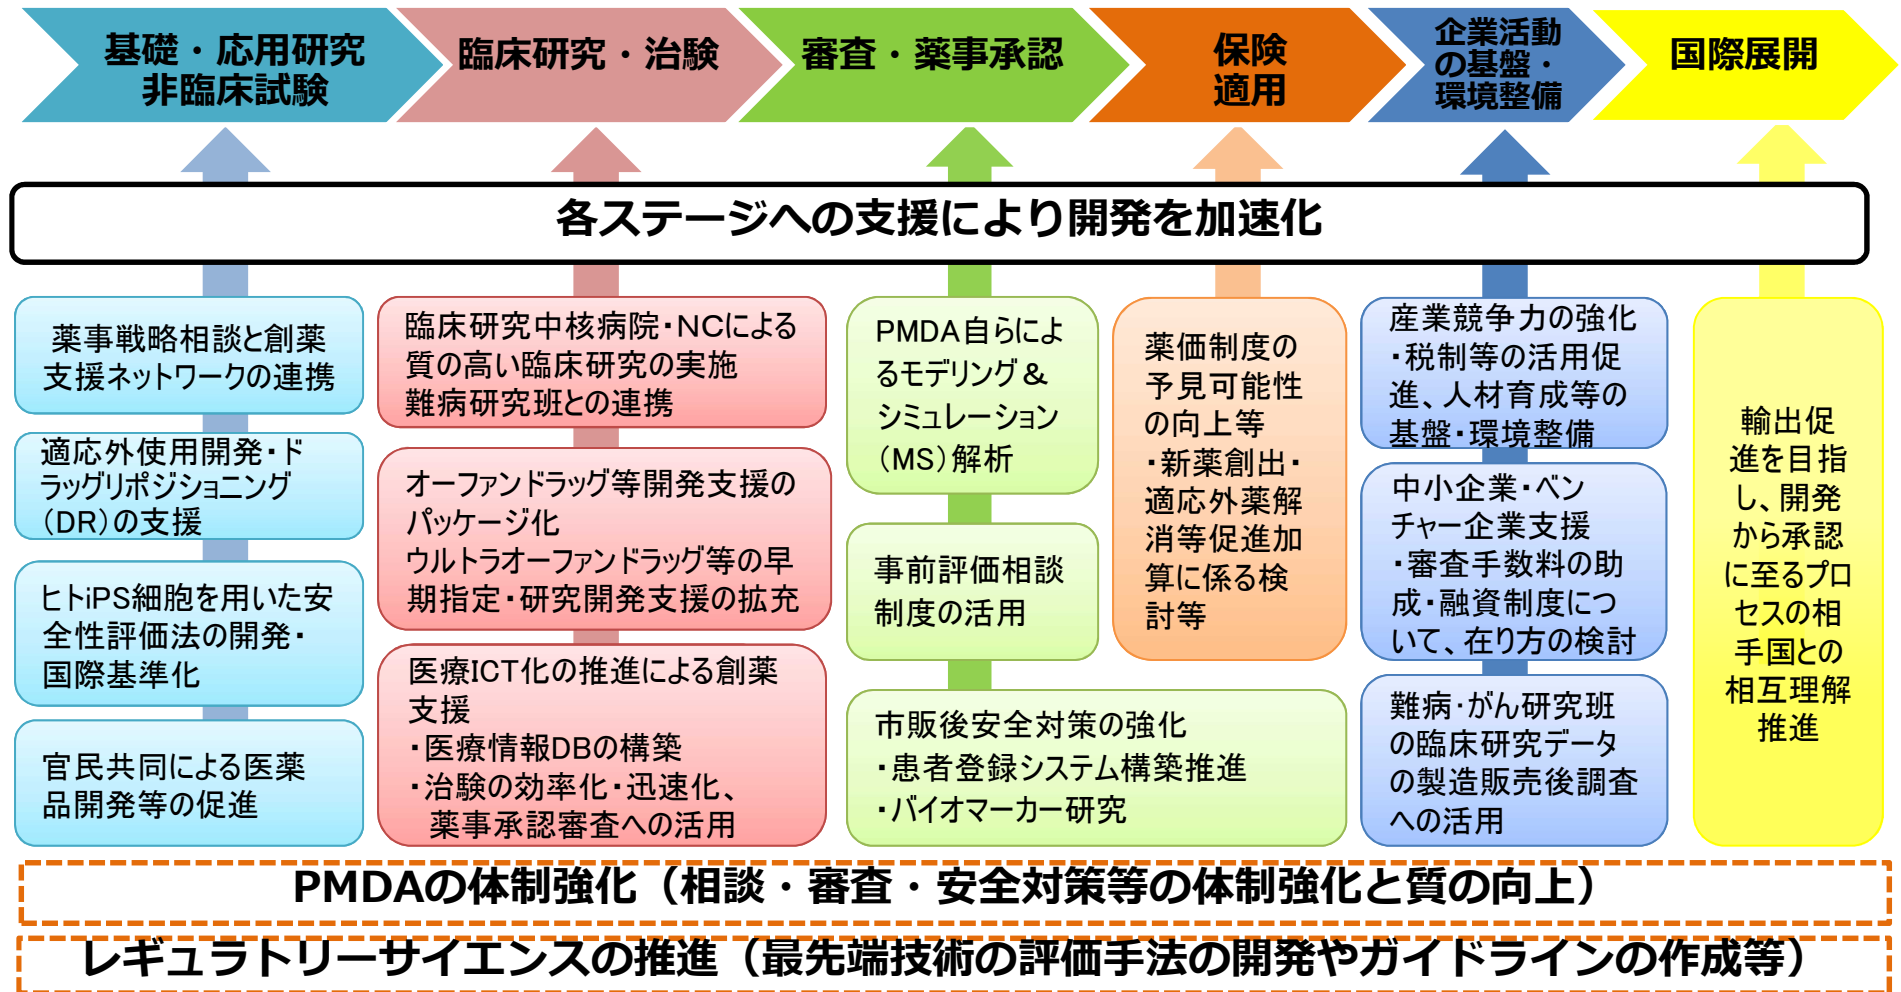 基礎・応用研究
非臨床試験
臨床研究・治験
審査・薬事承認
保険
適用
企業活動
の基盤・
環境整備
国際展開
各ステージへの支援により開発を加速化
薬事戦略相談と創薬
支援ネットワークの連携
適応外使用開発・ド
ラッグリポジショニング
（DR）の支援
ヒトiPS細胞を用いた安
全性評価法の開発・
国際基準化
官民共同による医薬
品開発等の促進
臨床研究中核病院・NCによる
質の高い臨床研究の実施
難病研究班との連携
オーファンドラッグ等開発支援の
パッケージ化
ウルトラオーファンドラッグ等の早
期指定・研究開発支援の拡充
医療ICT化の推進による創薬
支援
・医療情報DBの構築
・治験の効率化・迅速化、
薬事承認審査への活用
PMDA自らによ
るモデリング＆
シミュレーション
（MS）解析
事前評価相談
制度の活用
市販後安全対策の強化
・患者登録システム構築推進
・バイオマーカー研究
薬価制度の
予見可能性
の向上等
・新薬創出・
適応外薬解
消等促進加
算に係る検
討等
産業競争力の強化
・税制等の活用促
進、人材育成等の
基盤・環境整備
中小企業・ベン
チャー企業支援
・審査手数料の助
成・融資制度につ
いて、在り方の検討
難病・がん研究班
の臨床研究データ
の製造販売後調査
への活用
輸出促
進を目指
し、開発
から承認
に至るプロ
セスの相
手国との
相互理解
推進
PMDAの体制強化（相談・審査・安全対策等の体制強化と質の向上）
レギュラトリーサイエンスの推進（最先端技術の評価手法の開発やガイドラインの作成等）